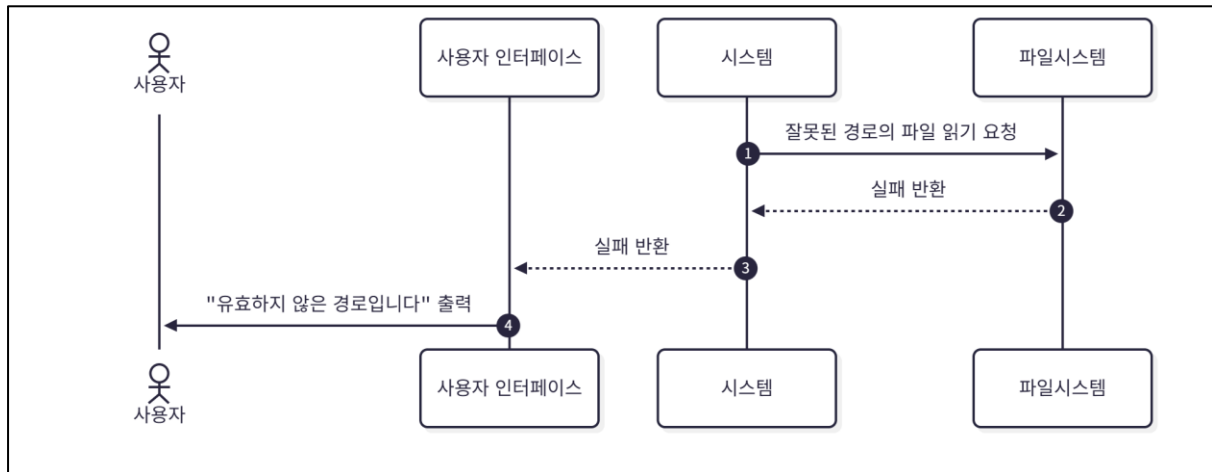 사용자
사용자 인터페이스
시스템
파일시스템
잘못된 경로의 파일 읽기 요청
1
실패 반환
2
실패 반환
3
"유효하지 않은 경로입니다" 출력
4
사용자
사용자 인터페이스
시스템
파일시스템